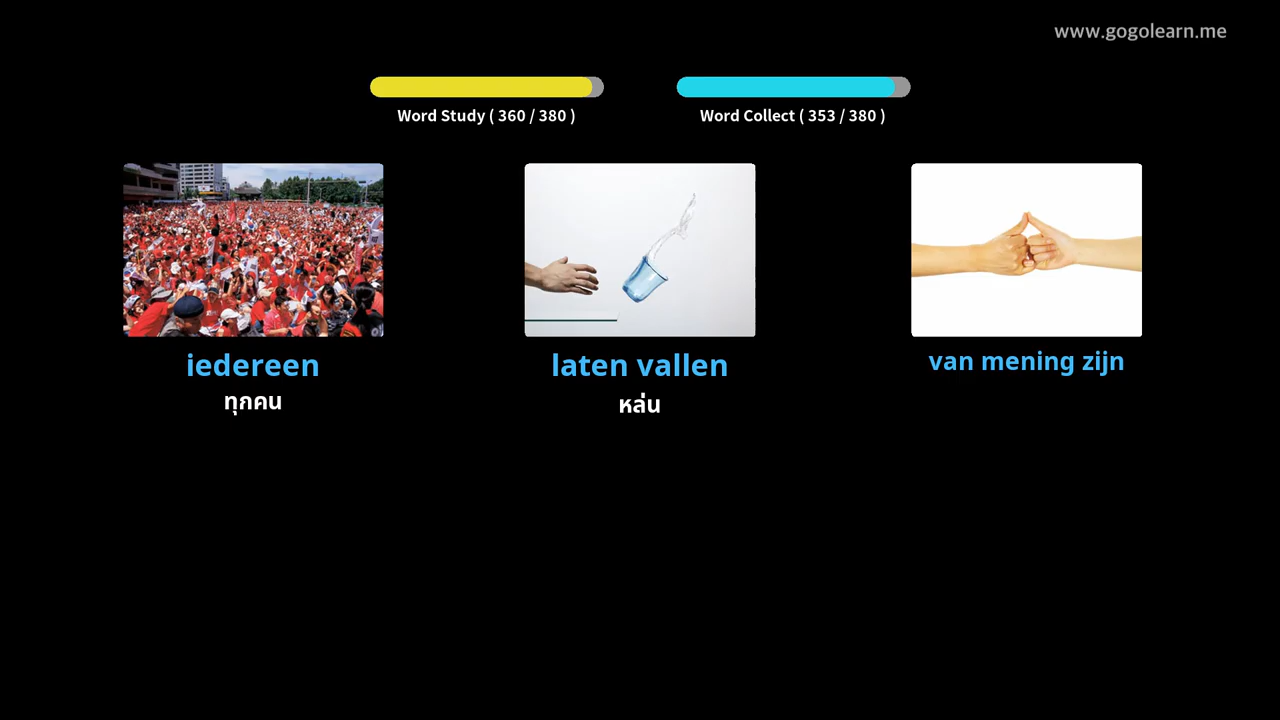 www.gogolearn.me
Word Study ( 360 / 380 )
Word Collect ( 353 / 380 )
iedereen
ทุกคน
laten vallen
หล่น
van mening zijn